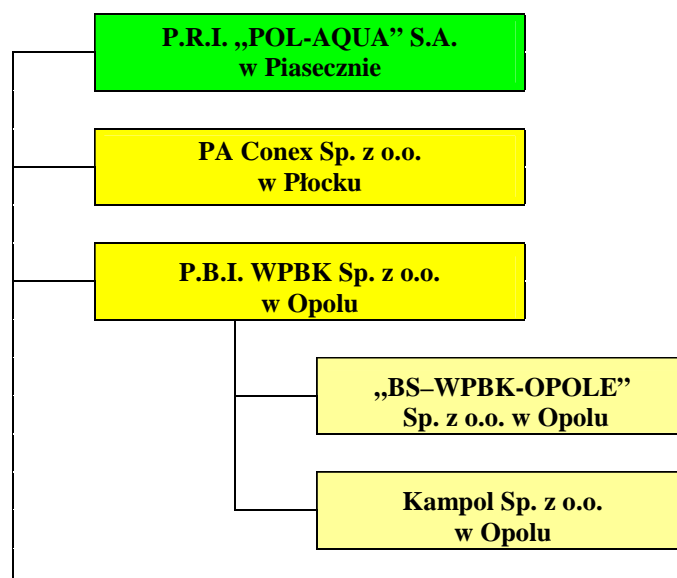 P.R.I. „POL-AQUA” S.A.
w Piasecznie
PA Conex Sp. z o.o.
w Płocku
P.B.I. WPBK Sp. z o.o.
w Opolu
„BS–WPBK-OPOLE”
Sp. z o.o. w Opolu
Kampol Sp. z o.o.
w Opolu